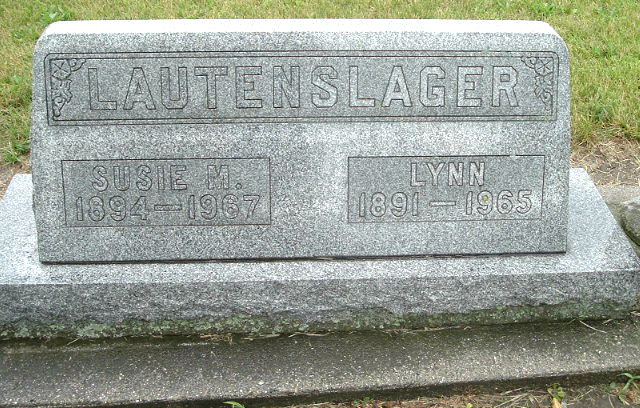 LAUTENSLAGER
SUSIE M.
1894—1967
LYNN
1891—1965